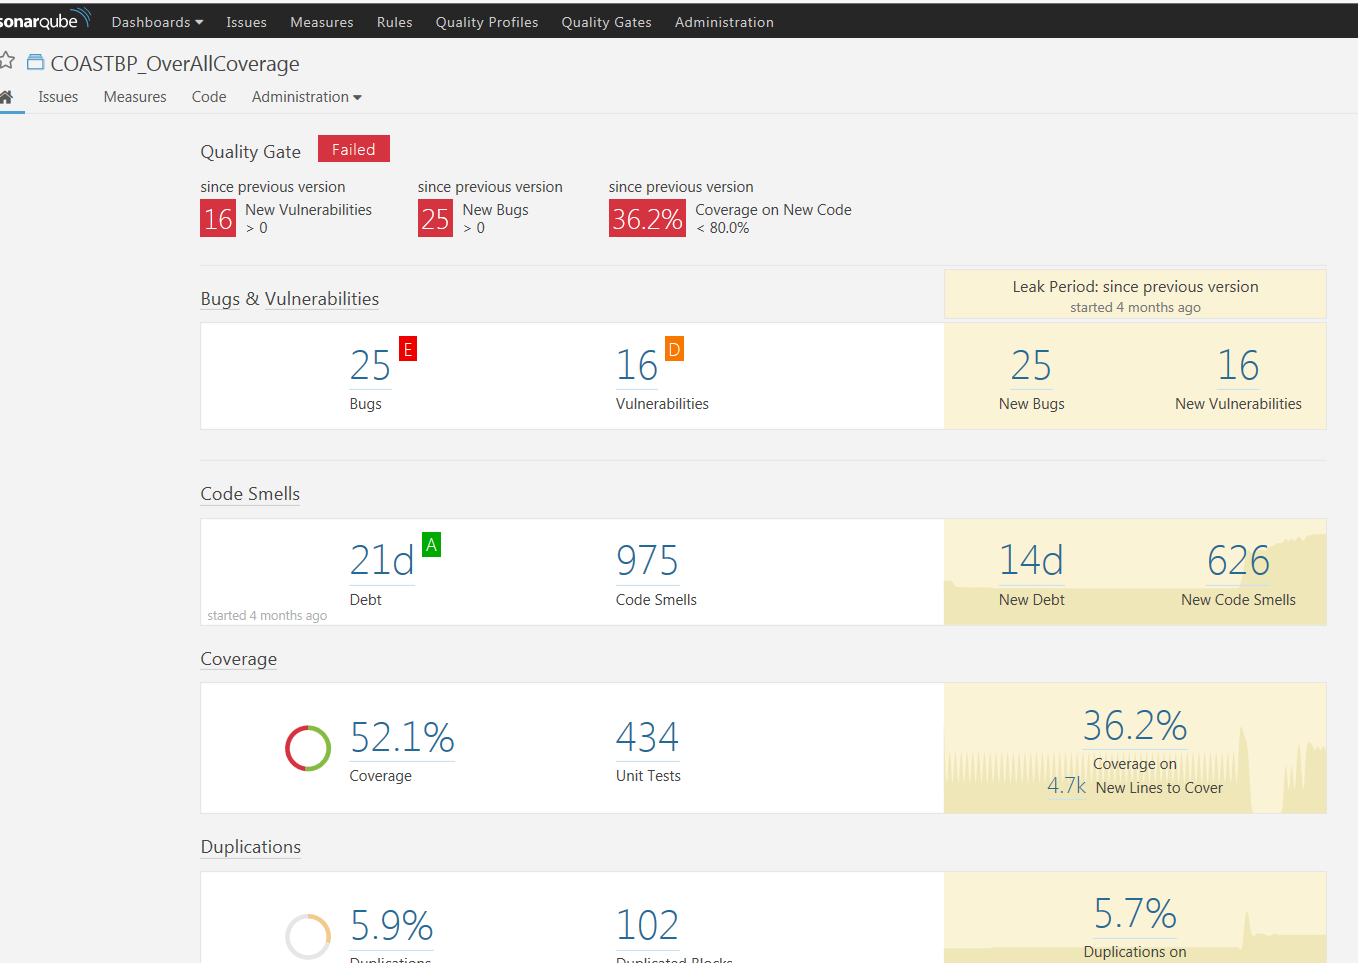 sonarqube Dashboards Issues Measures Rules Quality Profiles Quality Gates Administration
COASTBP_OverAllCoverage
Issues Measures Code Administration
Quality Gate Failed
since previous version since previous version since previous version
16 New Vulnerabilities 25 New Bugs 36.2% Coverage on New Code
> 0 > 0 < 80.0%
Leak Period: since previous version
Bugs & Vulnerabilities
started 4 months ago
25 E 16 D 25 16
Bugs Vulnerabilities New Bugs New Vulnerabilities
Code Smells
21d A 975 14d 626
Debt Code Smells New Debt New Code Smells
started 4 months ago
Coverage
52.1% 434 36.2%
Coverage Unit Tests Coverage on
4.7k New Lines to Cover
Duplications
5.9% 102 5.7%
Duplications Duplicated Blocks Duplications on